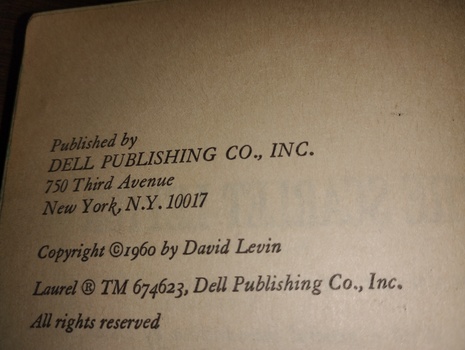 Published by
DELL PUBLISHING CO., INC.
750 Third Avenue
New York, N.Y. 10017
Copyright ©1960 by David Levin
Laurel ® TM 674623, Dell Publishing Co., Inc.
All rights reserved